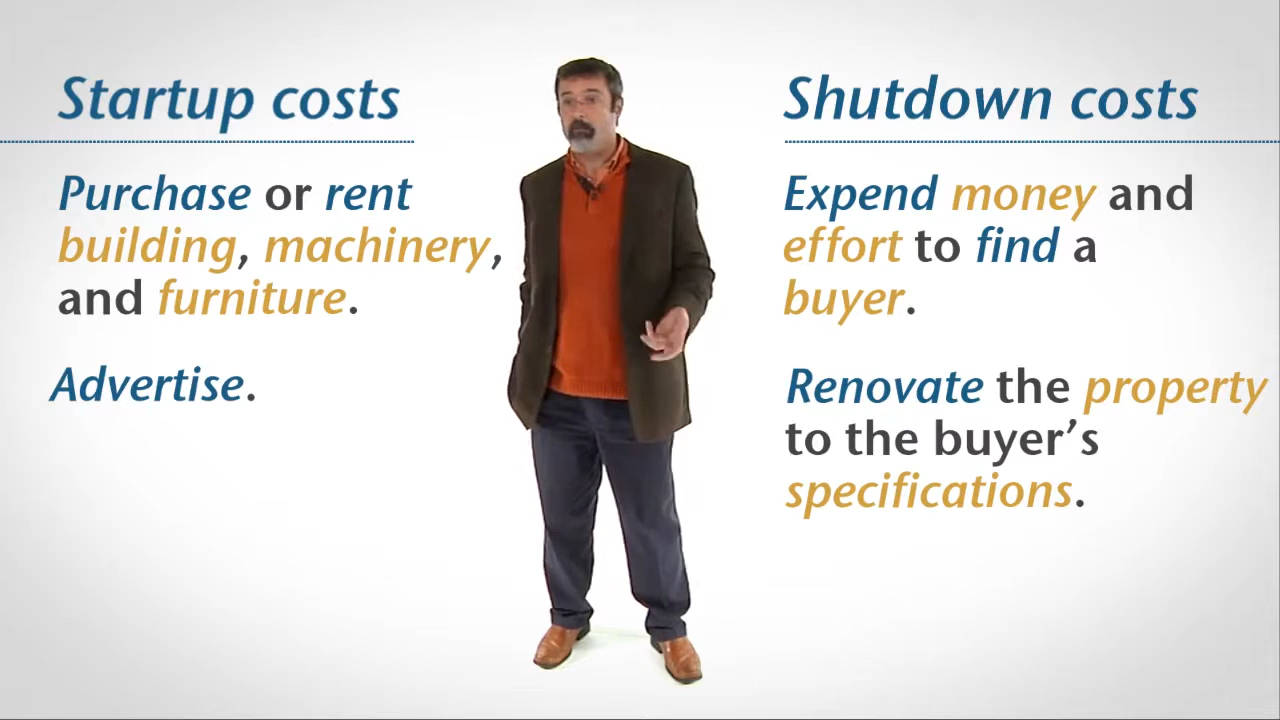 Startup costs
Purchase or rent
building, machinery,
and furniture.
Advertise.
Shutdown costs
Expend money and
effort to find a
buyer.
Renovate the property
to the buyer's
specifications.